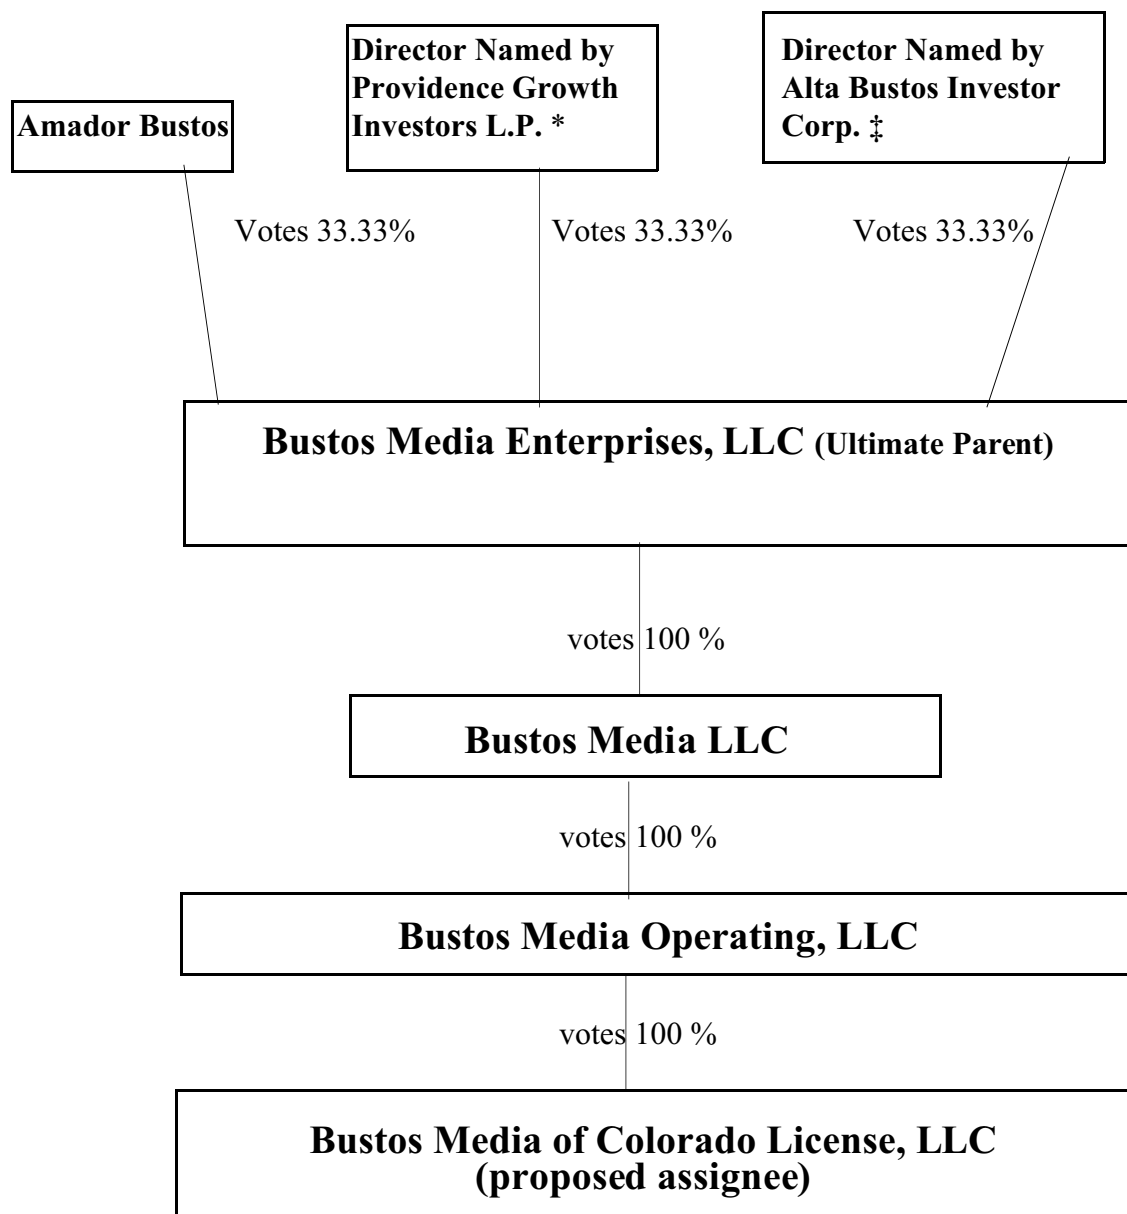 Amador Bustos
Director Named by
Providence Growth
Investors L.P. *
Director Named by
Alta Bustos Investor
Corp. ‡
Votes 33.33%
Votes 33.33%
Votes 33.33%
Bustos Media Enterprises, LLC (Ultimate Parent)
votes 100 %
Bustos Media LLC
votes 100 %
Bustos Media Operating, LLC
votes 100 %
Bustos Media of Colorado License, LLC
(proposed assignee)